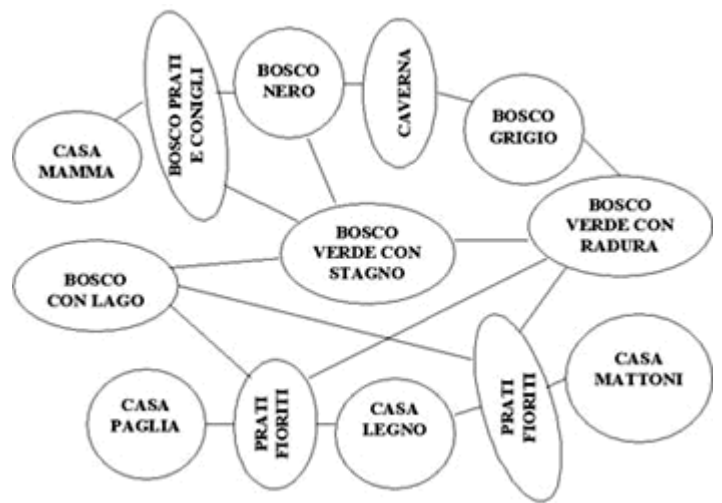 CASA
MAMMA
BOSCO PRATI
E CONIGLI
BOSCO
NERO
CAVERNA
BOSCO
GRIGIO
BOSCO
VERDE CON
STAGNO
BOSCO
VERDE CON
RADURA
BOSCO
CON LAGO
CASA
PAGLIA
PRATI
FIORITI
CASA
LEGNO
PRATI
FIORITI
CASA
MATTONI